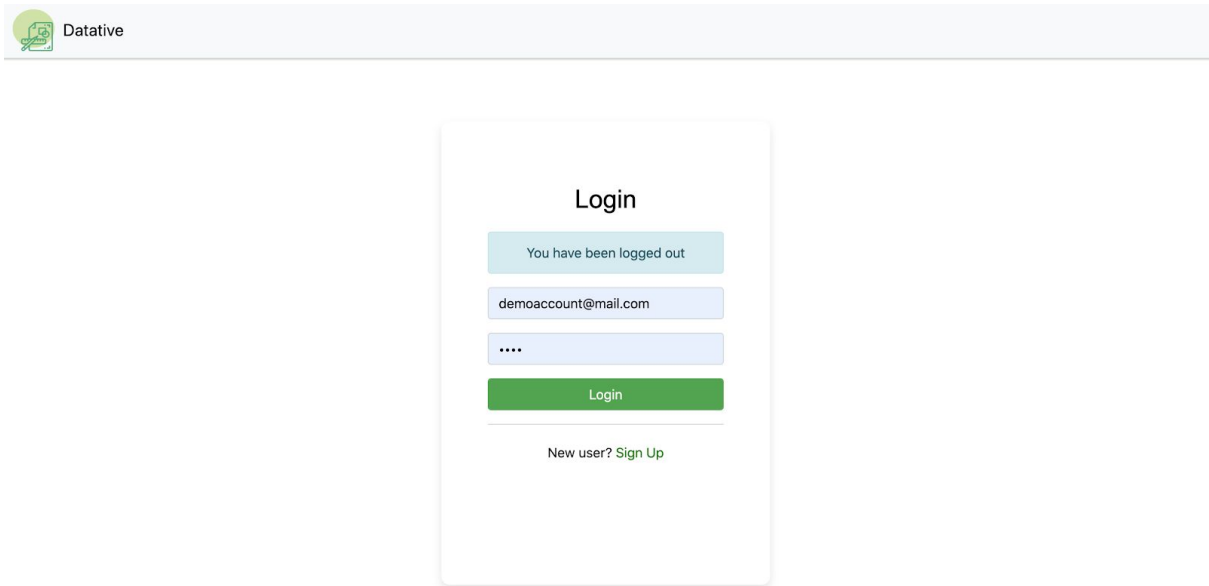 Datative
Login
You have been logged out
demoaccount@mail.com
••••
Login
New user? Sign Up